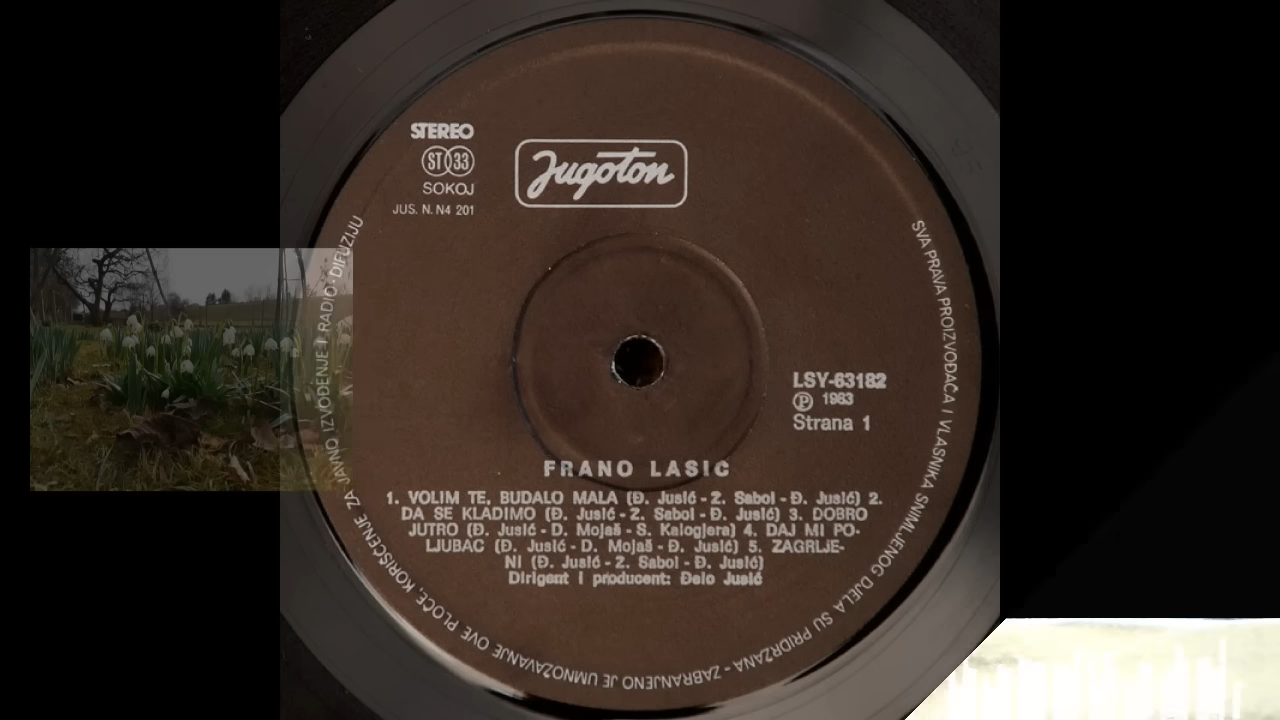 STEREO
ST 33
SOKOJ
JUS. N. N4 201
Jugoton
LSY-63182
Ⓟ 1983
Strana 1
FRANO LASIĆ
1. VOLIM TE, BUDALO MALA (Đ. Jusić - Ž. Sabol - Đ. Jusić) 2.
DA SE KLADIMO (Đ. Jusić - Ž. Sabol - Đ. Jusić) 3. DOBRO
JUTRO (Đ. Jusić - D. Mojaš - S. Kalogjera) 4. DAJ MI PO-
LJUBAC (Đ. Jusić - D. Mojaš - Đ. Jusić) 5. ZAGRLJE-
NI (Đ. Jusić - Ž. Sabol - Đ. Jusić)
Dirigent i producent: Đelo Jusić
SVA PRAVA PROIZVOĐAČA I VLASNIKA SNIMLJENOG DJELA SU PRIDRŽANA - ZABRANJENO JE UMNOŽAVANJE OVE PLOČE, KORIŠĆENJE ZA JAVNO IZVOĐENJE I RADIO-DIFUZIJU